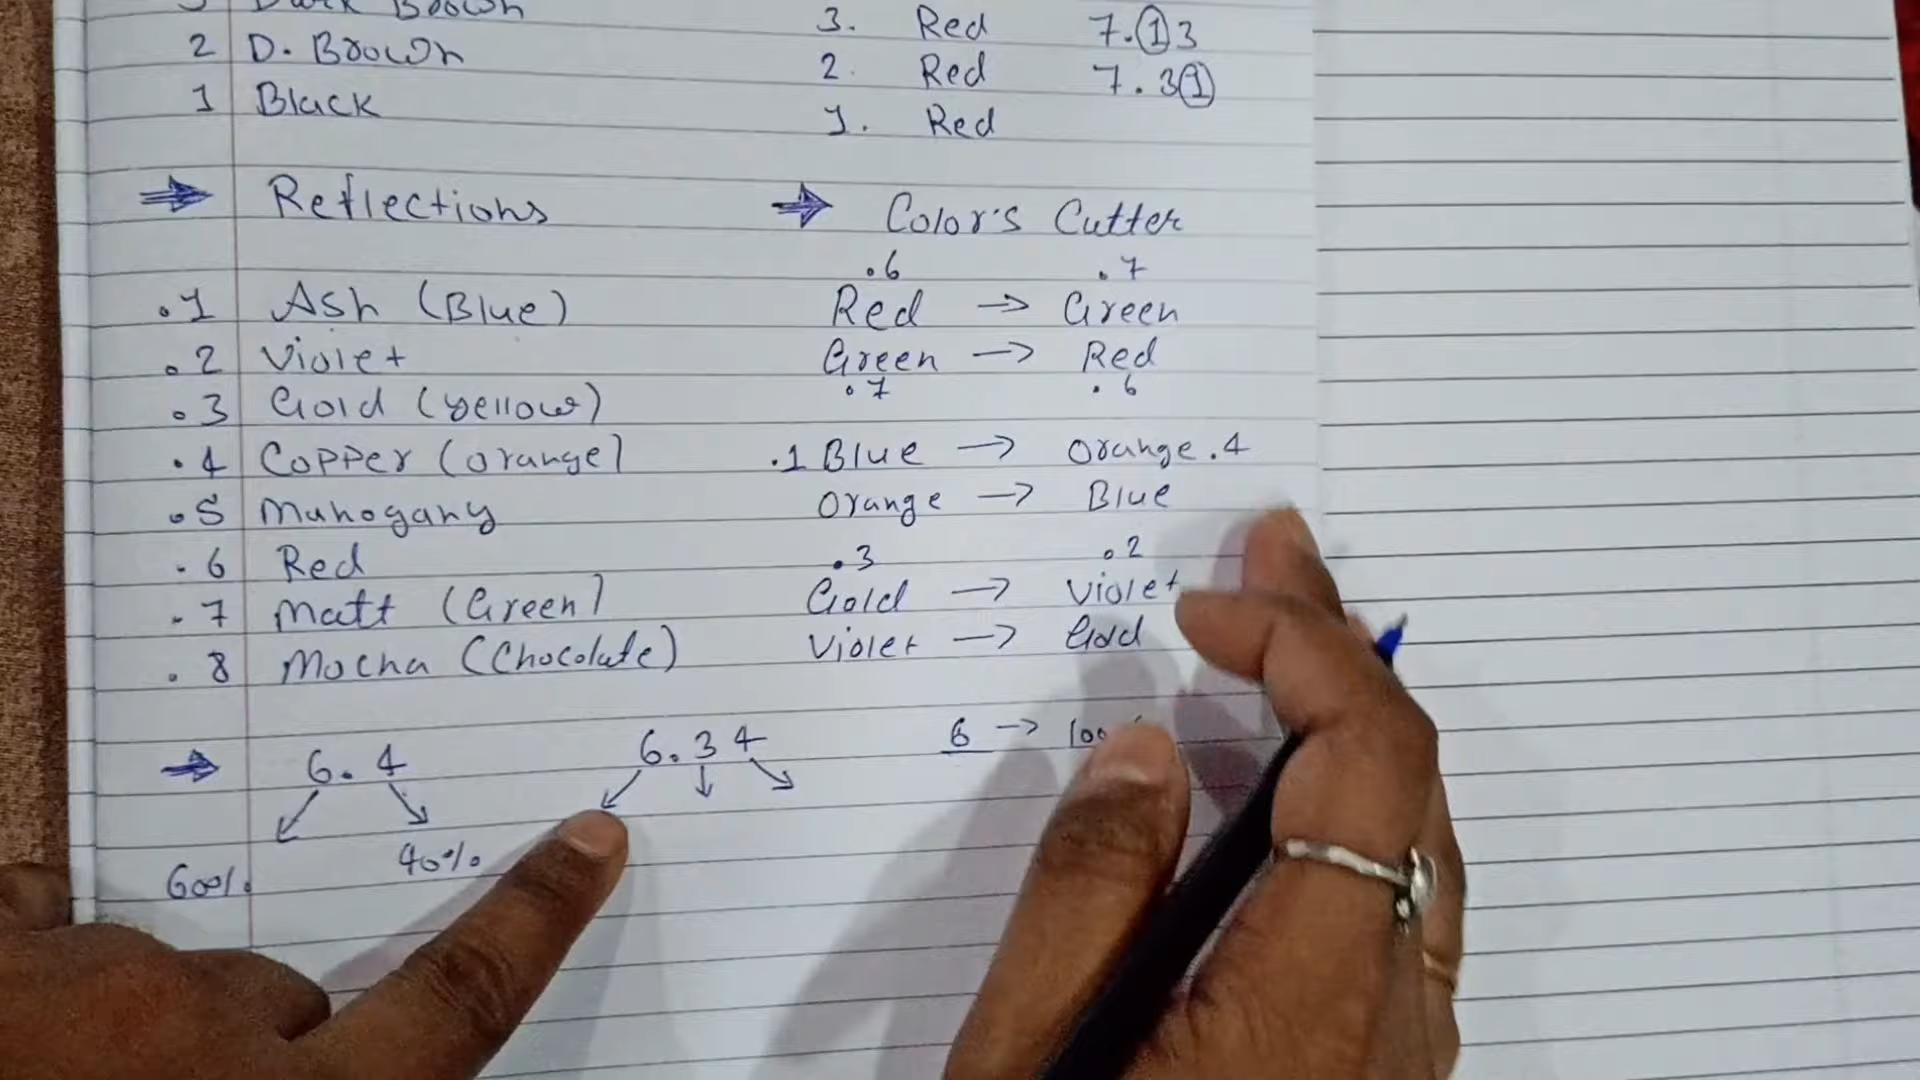 3 Dark Brown
2 D. Brown
1 Black
3. Red 7.13
2. Red 7.31
1. Red
Reflections
.1 Ash (Blue)
.2 Violet
.3 Gold (yellow)
.4 Copper (orange)
.5 Mahogany
.6 Red
.7 Matt (Green)
.8 Mocha (Chocolate)
Color's Cutter
.6 .7
Red → Green
Green → Red
.7 .6
.1 Blue → Orange .4
Orange → Blue
.3 .2
Gold → Violet
Violet → Gold
6.4
60% 40%
6.34
6 →